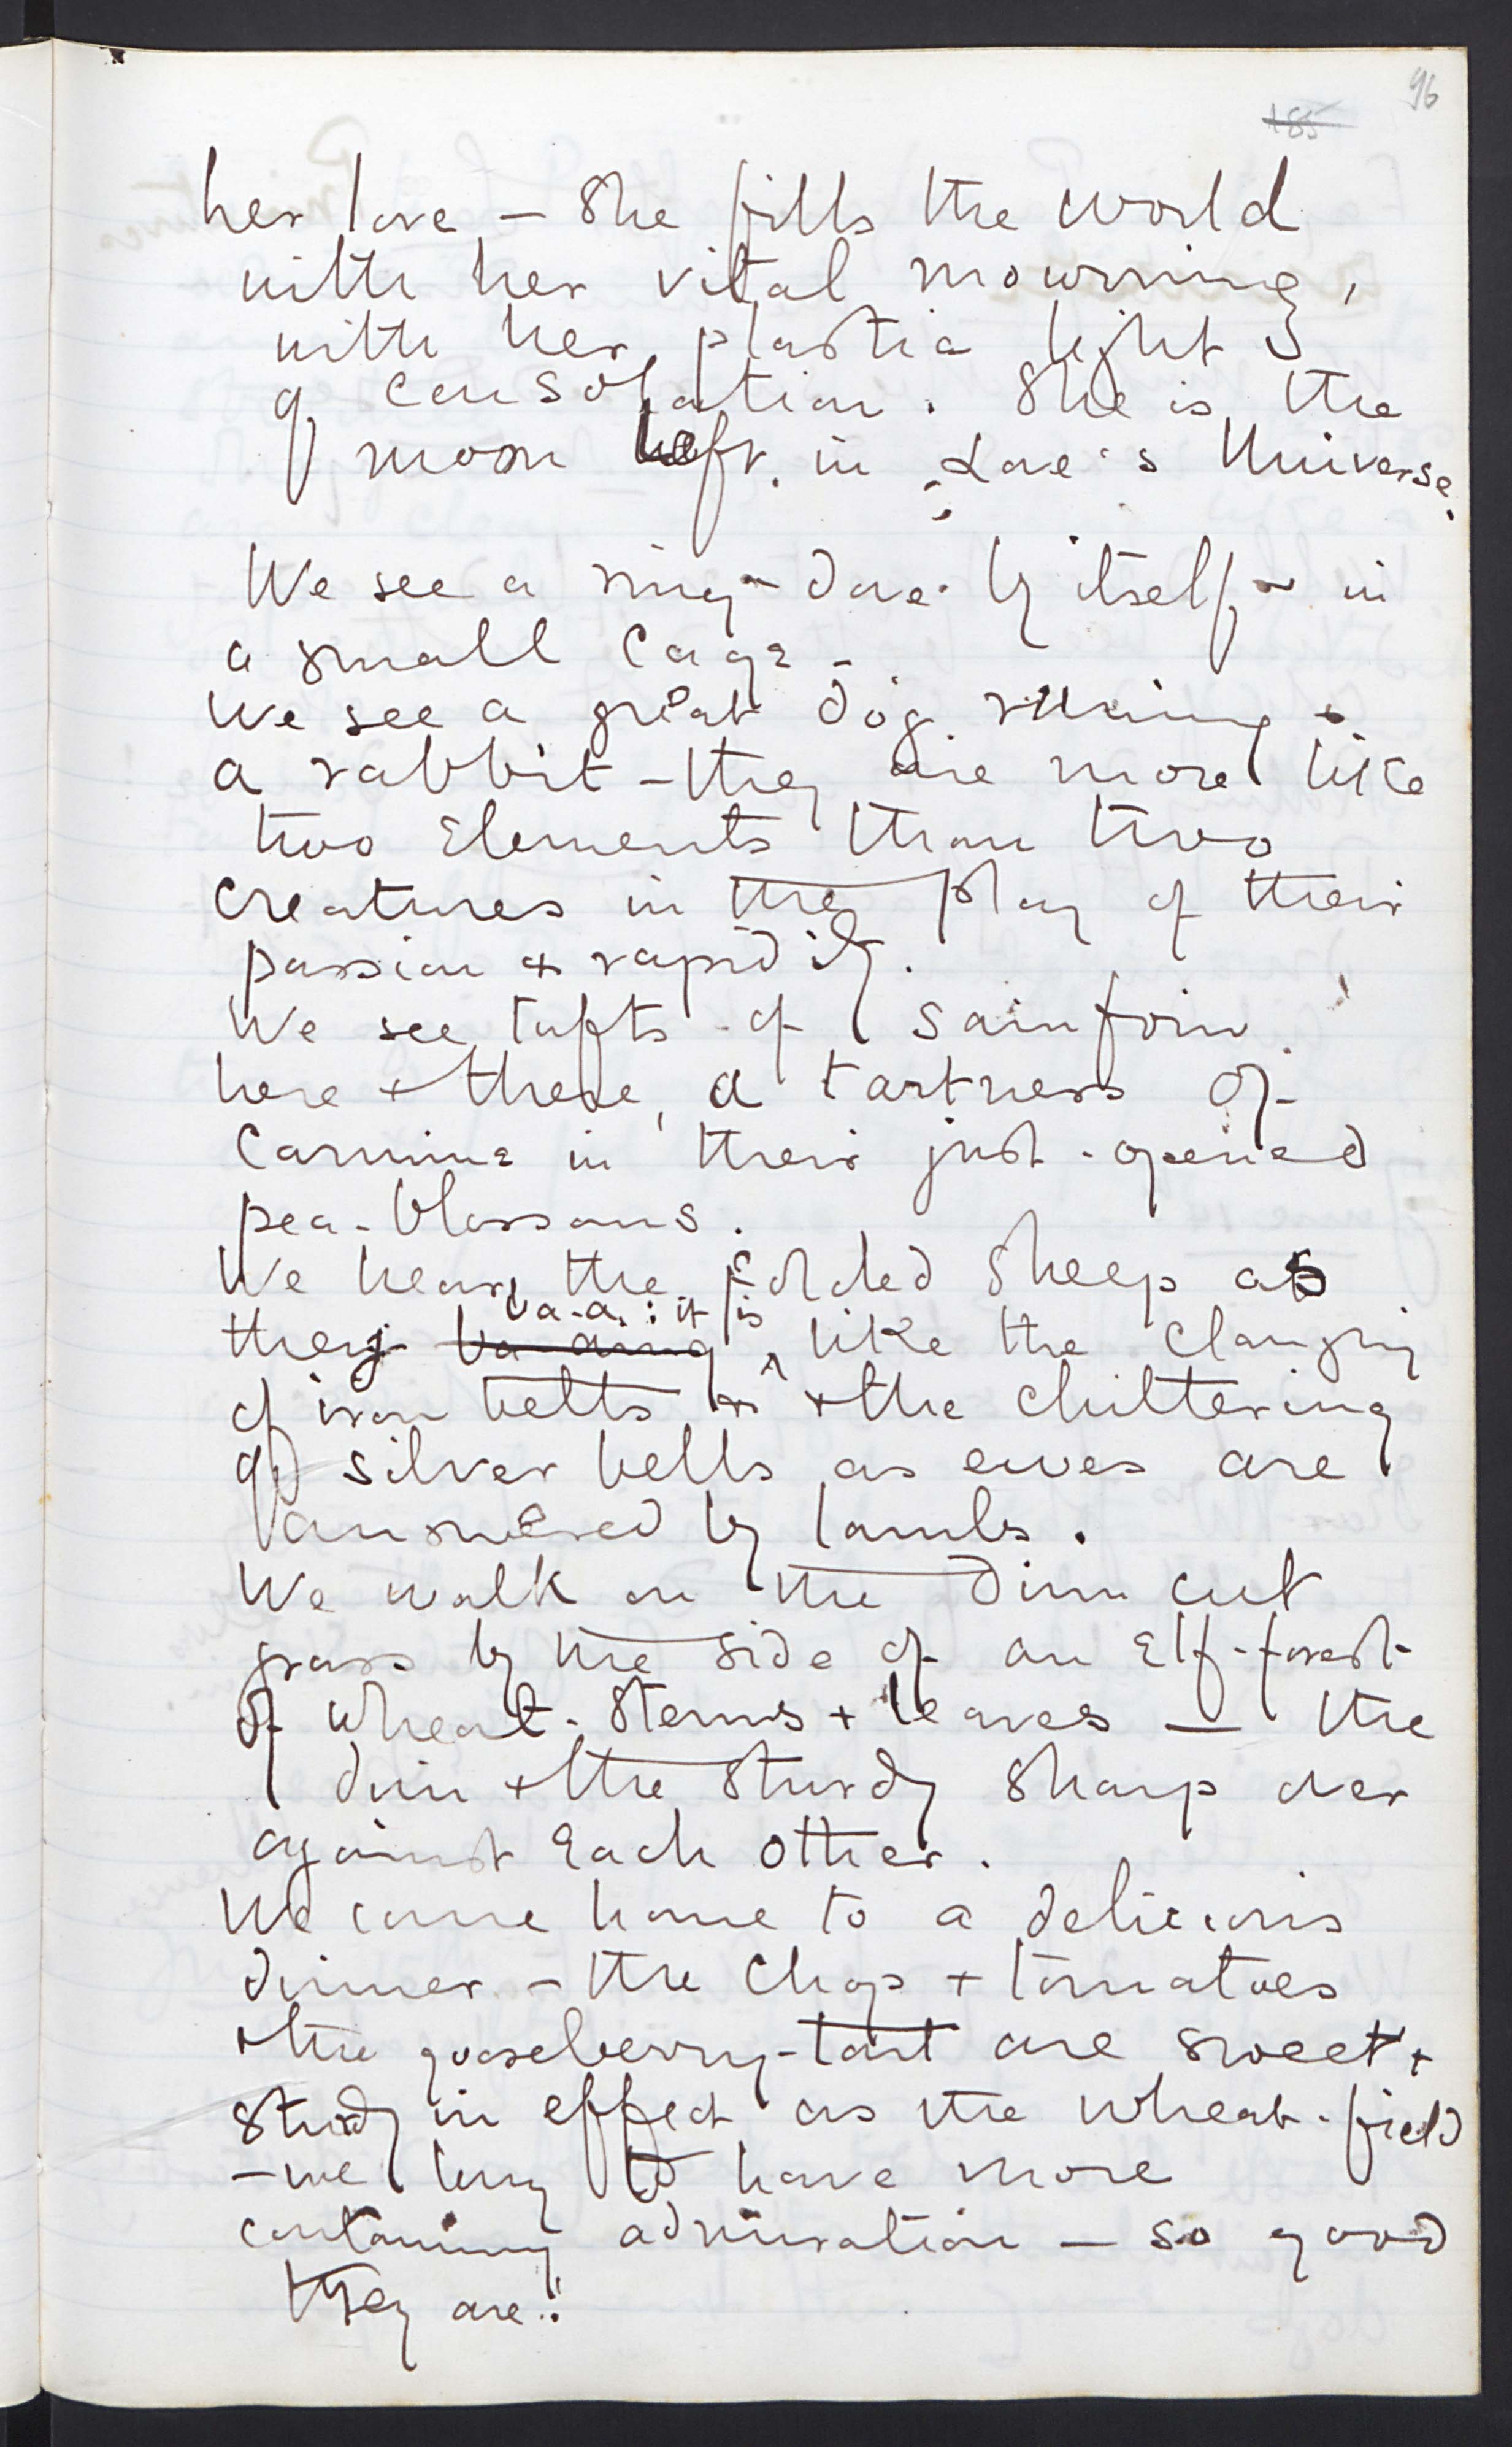 96
185
her love — She fills the world
with her vital mourning,
with her plastic light
of consolation. She is the
moon left in Love's Universe.
We see a ring-dove by itself — in
a small cage —
We see a great dog running &
a rabbit — they are more like
two Elements than two
creatures in the play of their
passion & rapidity.
We see tufts of Sainfoin
here & there, a tartness of
Carmine in their just-opened
pea-blossoms.
We hear the folded Sheep as
ba-a: it is
they ba-aing ^ like the clanging
of iron bells & the chittering
of silver bells as ewes are
answered by lambs.
We walk on the dim cut
grass by the side of an Elf-forest
of wheat-stems & leaves — the
dim & the sturdy sharp over
against Each other.
We come home to a delicious
dinner — the Chop & tomatoes
& the gooseberry-tart are sweet &
sturdy in effect as the wheat-field
— we long to have more
admiration — so good
they are!